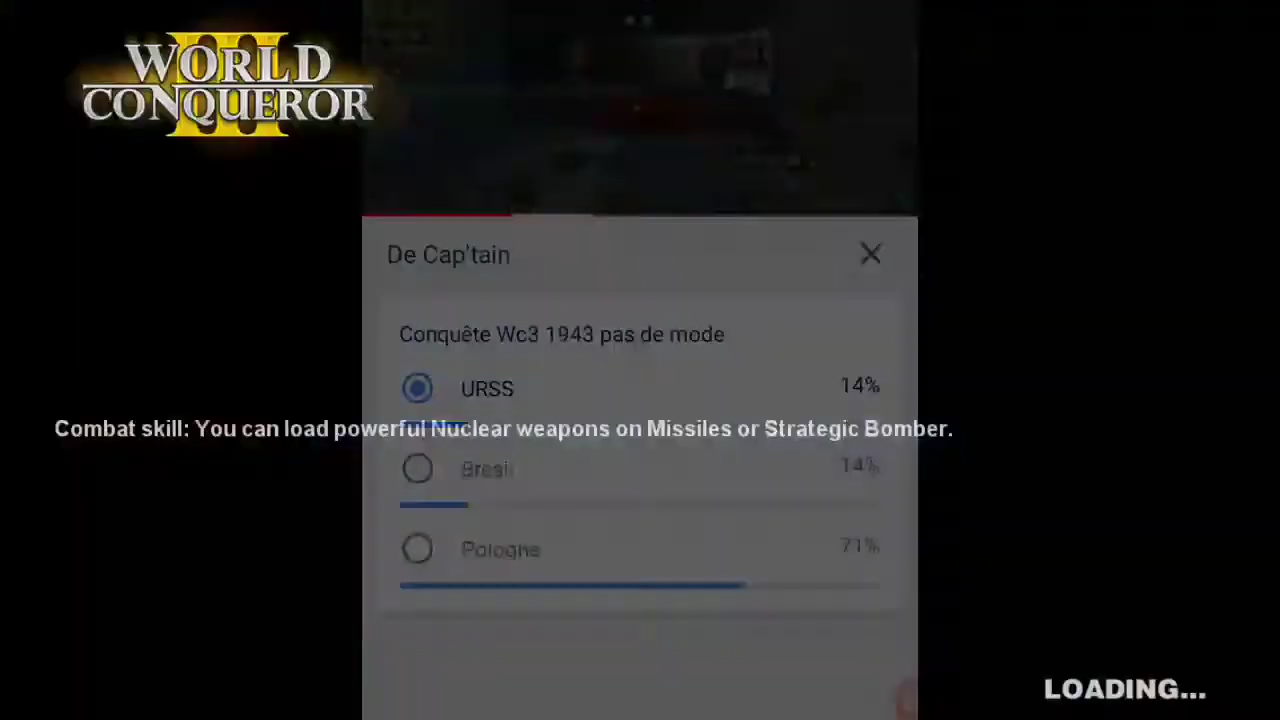 WORLD
CONQUEROR
III
De Cap'tain
Conquête Wc3 1943 pas de mode
URSS 14%
Combat skill: You can load powerful Nuclear weapons on Missiles or Strategic Bomber.
Bresil 14%
Pologne 71%
LOADING...